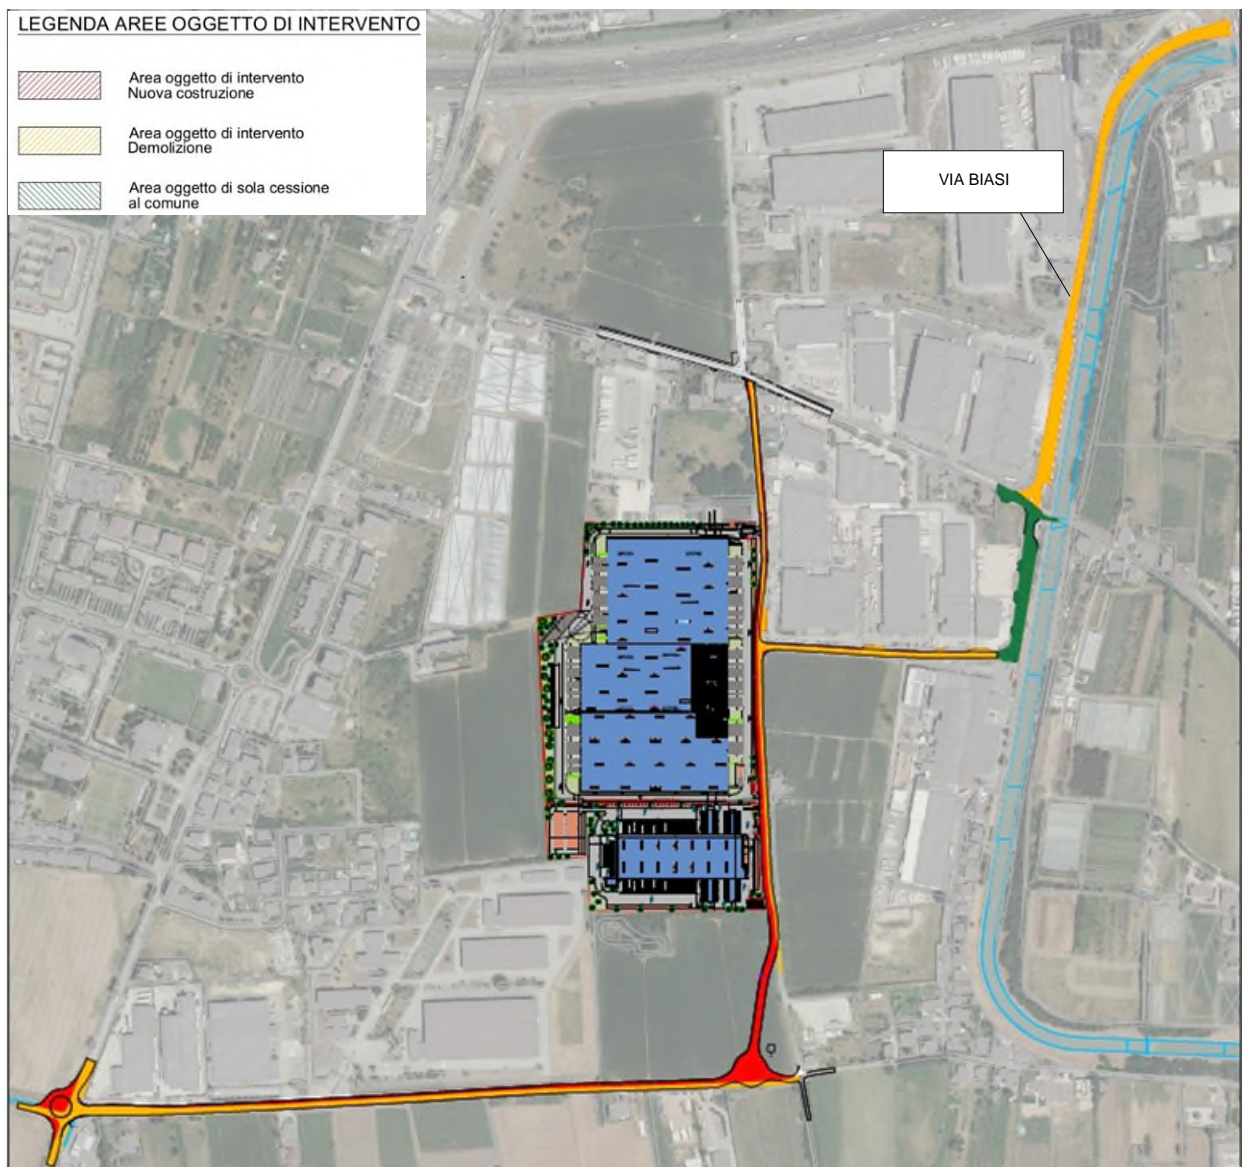 LEGENDA AREE OGGETTO DI INTERVENTO
Area oggetto di intervento
Nuova costruzione
Area oggetto di intervento
Demolizione
Area oggetto di sola cessione
al comune
VIA BIASI